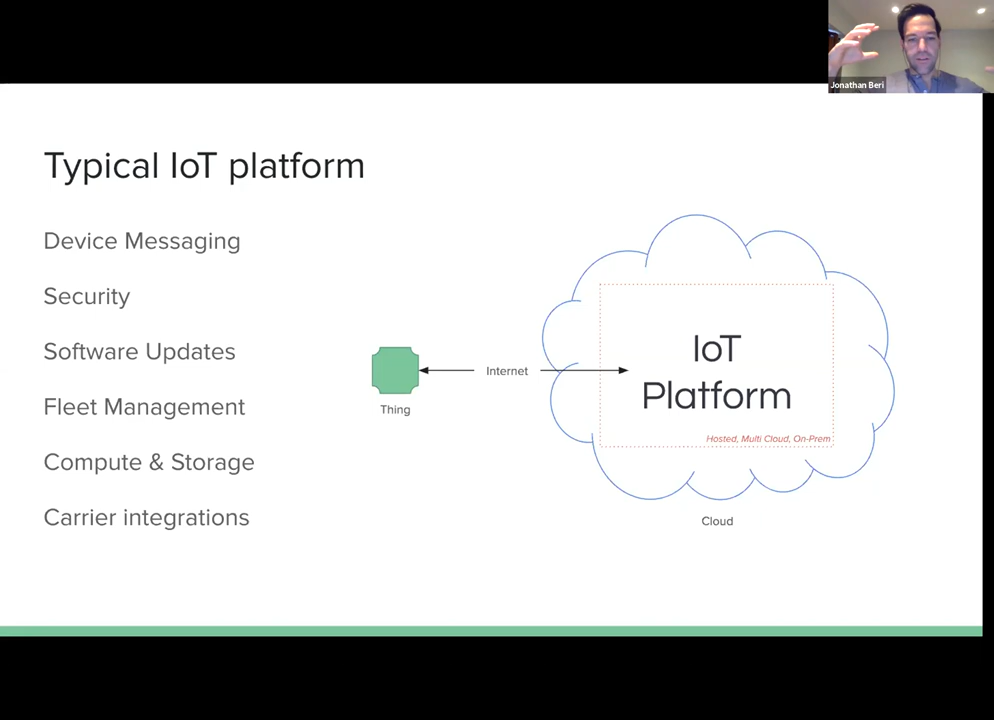 Jonathan Beri
Typical IoT platform
Device Messaging
Security
Software Updates
Fleet Management
Compute & Storage
Carrier integrations
Thing
Internet
IoT
Platform
Hosted, Multi Cloud, On-Prem
Cloud